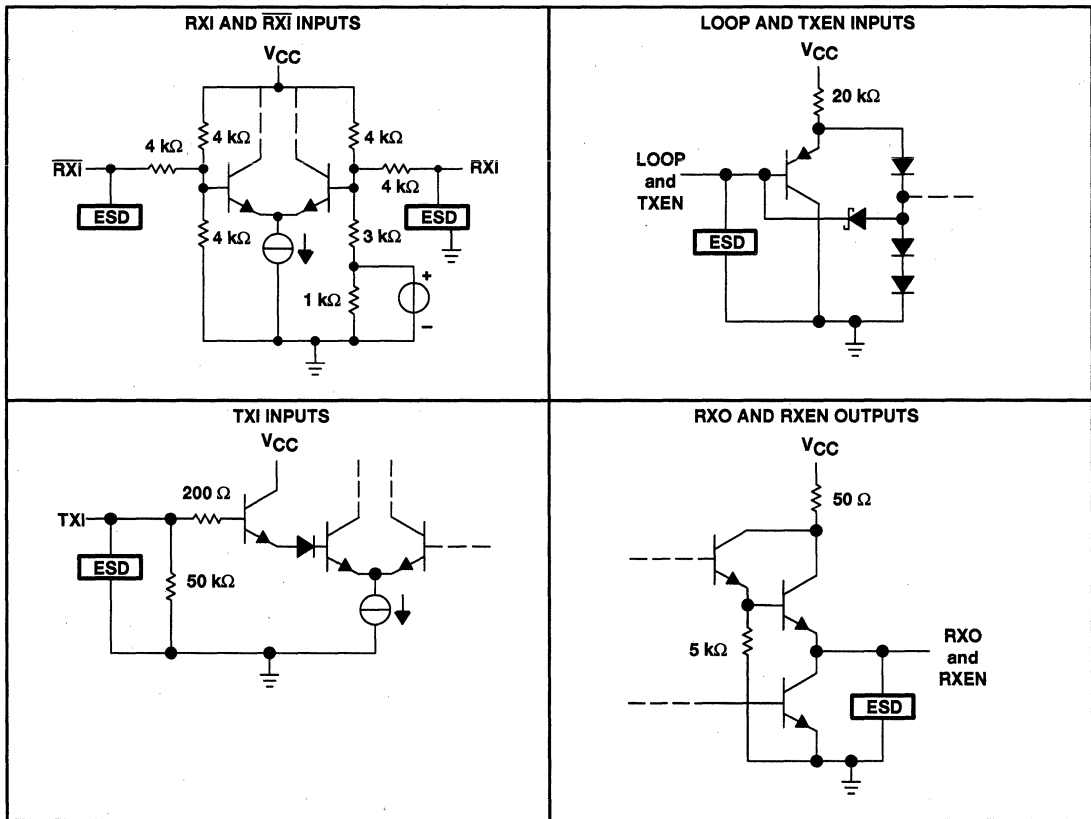 RXI AND R̅X̅I̅ INPUTS
VCC
4 kΩ
4 kΩ
4 kΩ
R̅X̅I̅
RXI
4 kΩ
ESD
ESD
4 kΩ
3 kΩ
+
1 kΩ
–
LOOP AND TXEN INPUTS
VCC
20 kΩ
LOOP
and
TXEN
ESD
TXI INPUTS
VCC
200 Ω
TXI
ESD
50 kΩ
RXO AND RXEN OUTPUTS
VCC
50 Ω
5 kΩ
RXO
and
RXEN
ESD